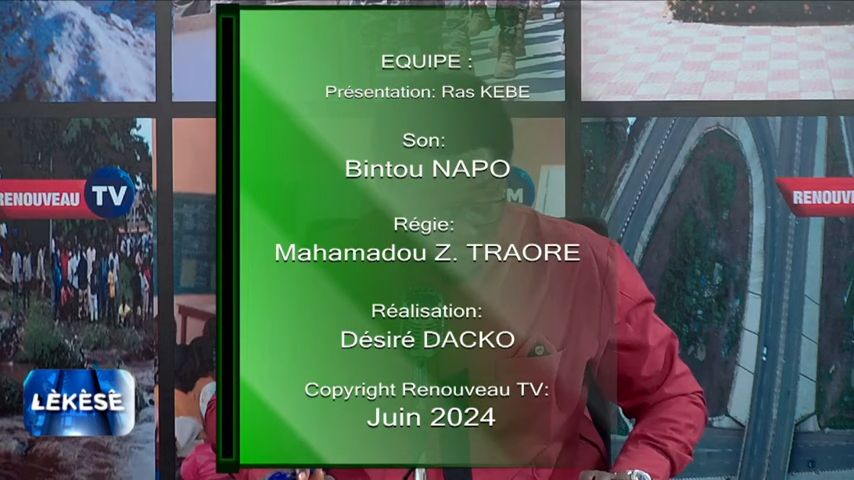 EQUIPE :
Présentation: Ras KEBE
Son:
Bintou NAPO
Régie:
Mahamadou Z. TRAORE
Réalisation:
Désiré DACKO
Copyright Renouveau TV:
Juin 2024
RENOUVEAU TV
RENOUVE
LÈKÈSÈ